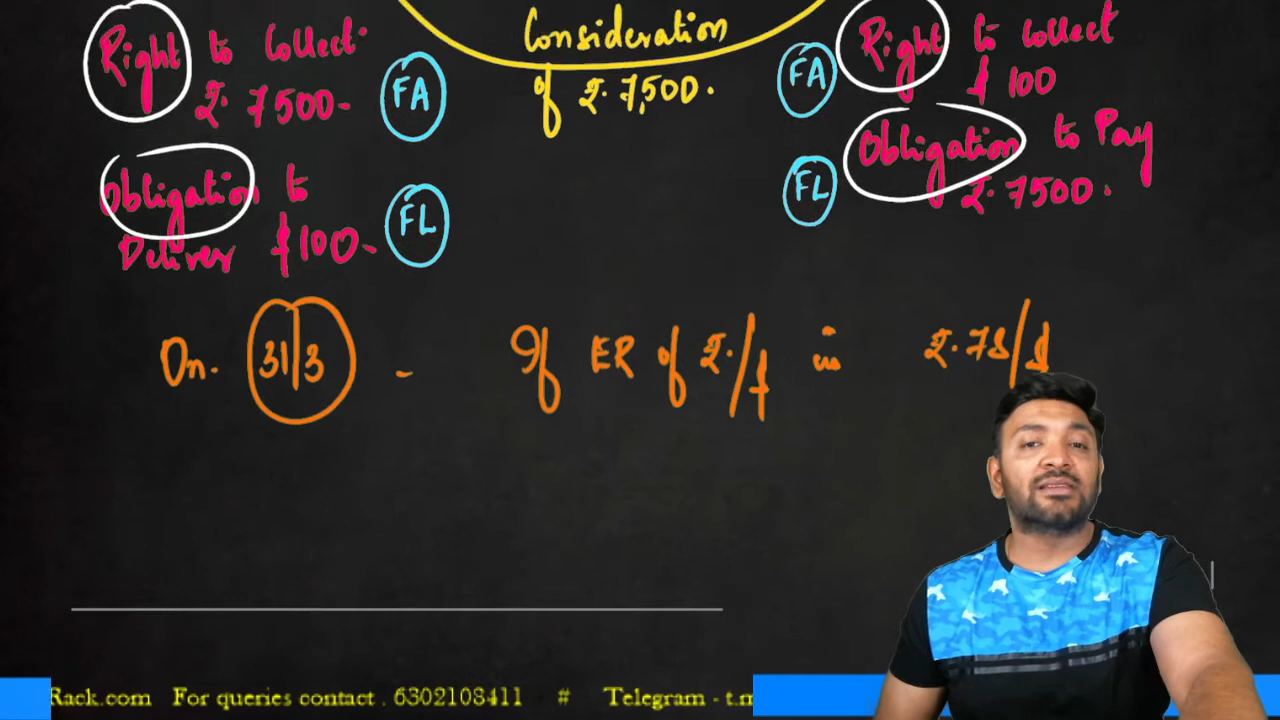 Right to Collect
₹. 7500-
FA
Obligation to
Deliver $100-
FL
Consideration
of ₹. 7,500.
FA
Right to collect
$ 100
Obligation to Pay
FL
₹. 7500.
On. 31/3 - If ER of ₹./$ is ₹.78/$
Rack.com For queries contact . 6302108411 # Telegram - t.m